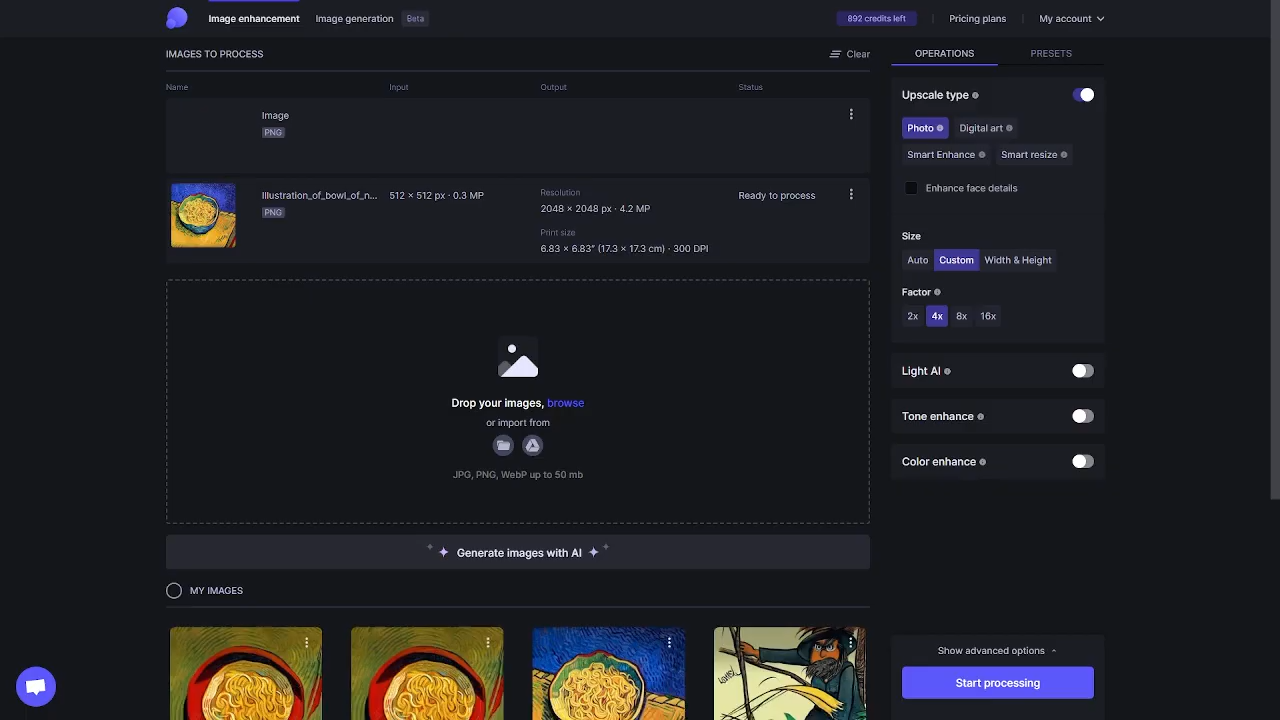 Image enhancement
Image generation
Beta
892 credits left
Pricing plans
My account
IMAGES TO PROCESS
Clear
Name
Input
Output
Status
Image
PNG
Illustration_of_bowl_of_n...
PNG
512 × 512 px · 0.3 MP
Resolution
2048 × 2048 px · 4.2 MP
Print size
6.83 × 6.83" (17.3 × 17.3 cm) · 300 DPI
Ready to process
Drop your images, browse
or import from
JPG, PNG, WebP up to 50 mb
Generate images with AI
MY IMAGES
OPERATIONS
PRESETS
Upscale type
Photo
Digital art
Smart Enhance
Smart resize
Enhance face details
Size
Auto
Custom
Width & Height
Factor
2x
4x
8x
16x
Light AI
Tone enhance
Color enhance
Show advanced options
Start processing